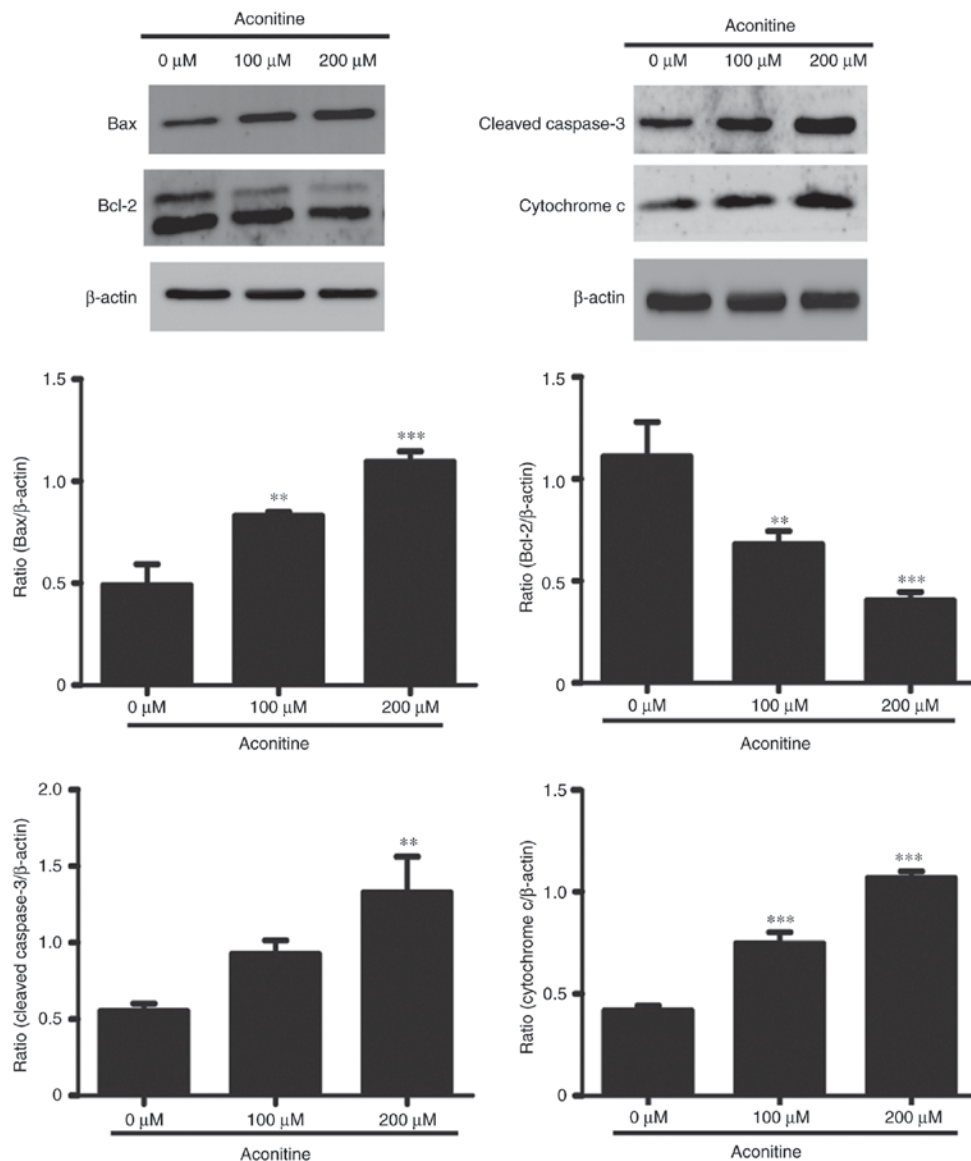 Aconitine
0 μM 100 μM 200 μM
Bax
Bcl-2
β-actin
Aconitine
0 μM 100 μM 200 μM
Cleaved caspase-3
Cytochrome c
β-actin
Ratio (Bax/β-actin)
1.5
1.0
0.5
0
**
***
0 μM 100 μM 200 μM
Aconitine
Ratio (Bcl-2/β-actin)
1.5
1.0
0.5
0
**
***
0 μM 100 μM 200 μM
Aconitine
Ratio (cleaved caspase-3/β-actin)
2.0
1.5
1.0
0.5
0
**
0 μM 100 μM 200 μM
Aconitine
Ratio (cytochrome c/β-actin)
1.5
1.0
0.5
0
***
***
0 μM 100 μM 200 μM
Aconitine